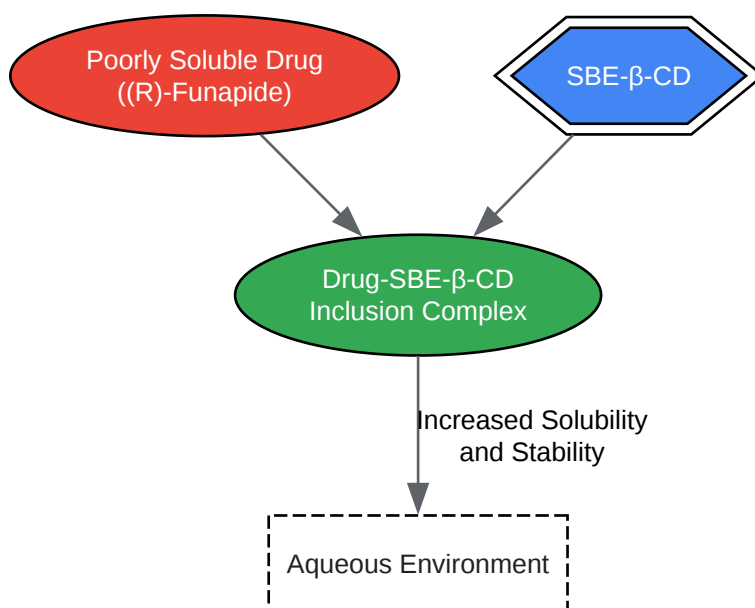 Poorly Soluble Drug
((R)-Funapide)
SBE-β-CD
Drug-SBE-β-CD
Inclusion Complex
Increased Solubility
and Stability
Aqueous Environment